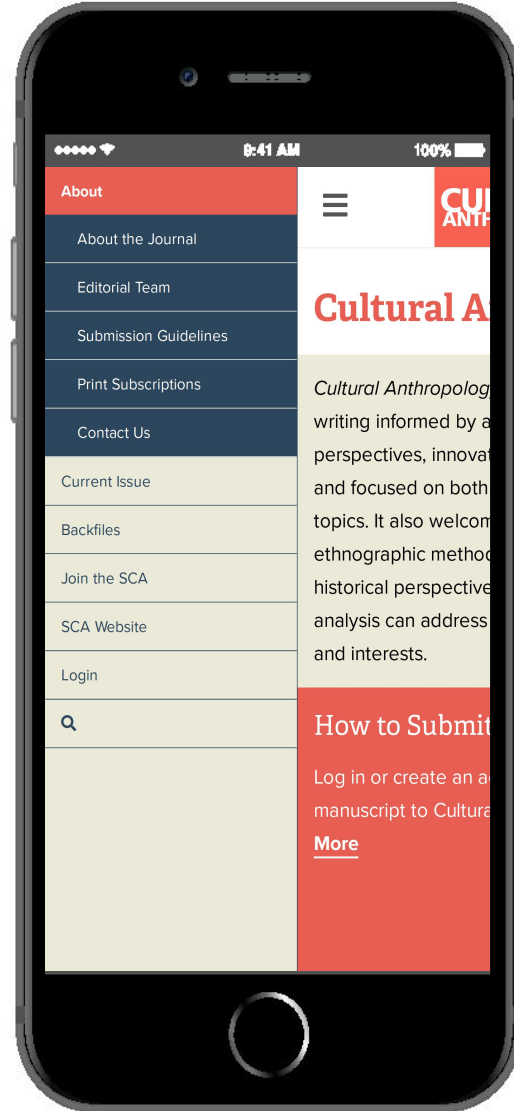 9:41 AM 100%
About
About the Journal
Editorial Team
Submission Guidelines
Print Subscriptions
Contact Us
Current Issue
Backfiles
Join the SCA
SCA Website
Login
CUL
ANTH
Cultural A
Cultural Anthropolog
writing informed by a
perspectives, innovat
and focused on both
topics. It also welcom
ethnographic method
historical perspective
analysis can address
and interests.
How to Submit
Log in or create an a
manuscript to Cultura
More